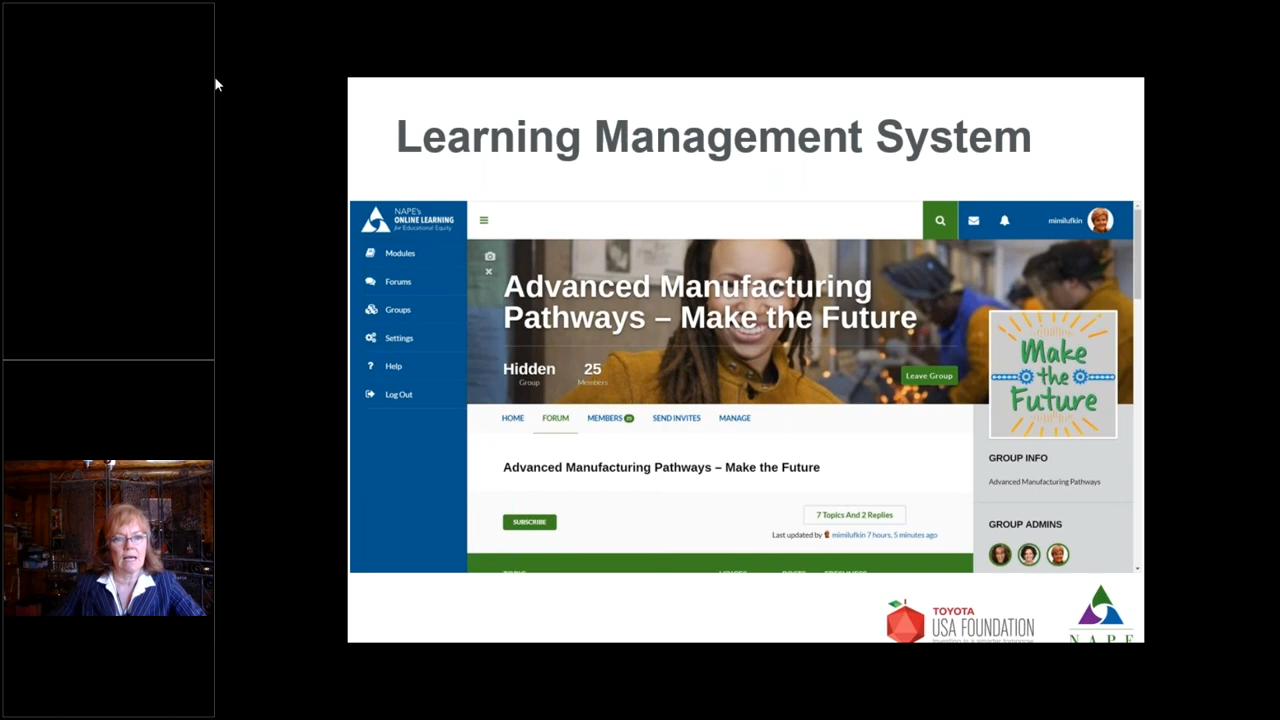 Learning Management System
NAPE's
ONLINE LEARNING
for Educational Equity
mimilufkin
Modules
Forums
Groups
Settings
? Help
Log Out
Advanced Manufacturing
Pathways – Make the Future
Hidden
Group
25
Members
Leave Group
Make
the
Future
HOME FORUM MEMBERS SEND INVITES MANAGE
Advanced Manufacturing Pathways – Make the Future
SUBSCRIBE
7 Topics And 2 Replies
Last updated by mimilufkin 7 hours, 5 minutes ago
GROUP INFO
Advanced Manufacturing Pathways
GROUP ADMINS
TOYOTA
USA FOUNDATION
NAPE